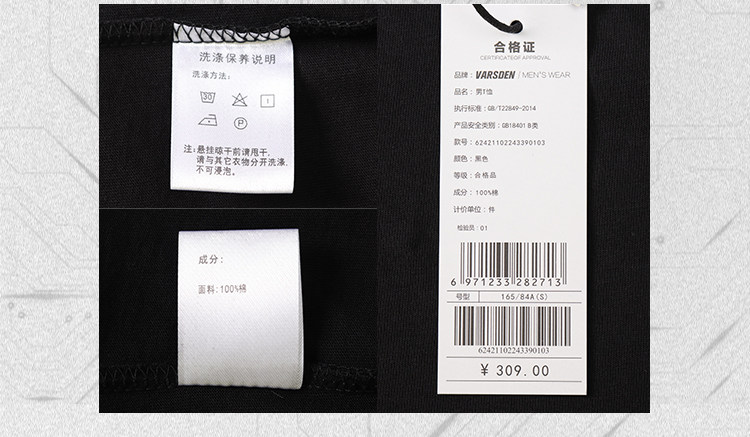 洗涤保养说明
洗涤方法：
30
P
注：悬挂晾干前请甩干，
请与其它衣物分开洗涤，
不可浸泡。
成分：
面料：100%棉
合格证
CERTIFICATEOF APPROVAL
品牌：VARSDEN / MEN'S WEAR
品名：男T恤
执行标准：GB/T22849-2014
产品安全类别：GB18401 B类
款号：62421102243390103
颜色：黑色
等级：合格品
成分：100%棉
计价单位：件
检验员：01
6 971233 282713
号型 165/84A(S)
62421102243390103
¥ 309.00